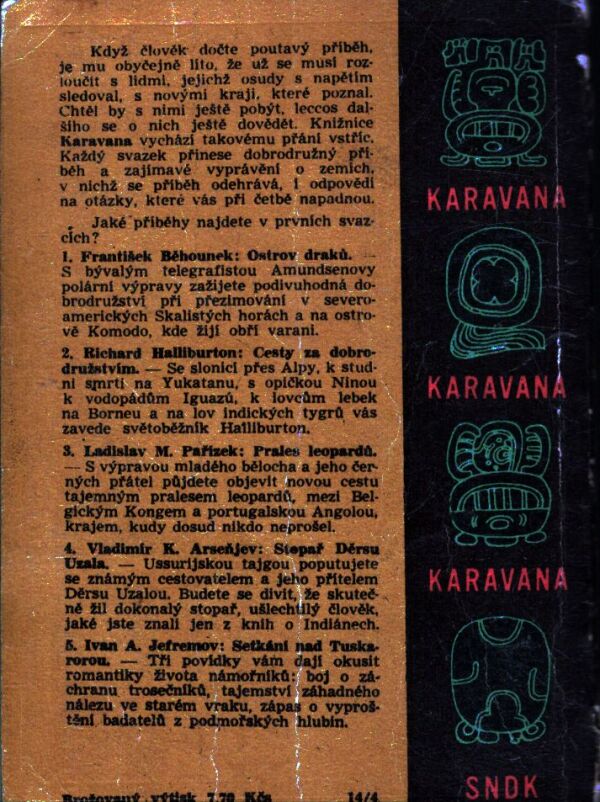 Když člověk dočte poutavý příběh,
je mu obyčejně líto, že už se musí roz-
loučit s lidmi, jejichž osudy s napětím
sledoval, s novými kraji, které poznal.
Chtěl by s nimi ještě pobýt, leccos dal-
šího se o nich ještě dovědět. Knižnice
Karavana vychází takovému přání vstříc.
Každý svazek přinese dobrodružný pří-
běh a zajímavé vyprávění o zemích,
v nichž se příběh odehrává, i odpovědi
na otázky, které vás při četbě napadnou.
Jaké příběhy najdete v prvních svaz-
cích?
1. František Běhounek: Ostrov draků. —
S bývalým telegrafistou Amundsenovy
polární výpravy zažijete podivuhodná do-
brodružství při přezimování v severo-
amerických Skalistých horách a na ostro-
vě Komodo, kde žijí obří varani.
2. Richard Halliburton: Cesty za dobro-
družstvím. — Se slonicí přes Alpy, k stud-
ni smrti na Yukatanu, s opičkou Ninou
k vodopádům Iguazú, k lovcům lebek
na Borneu a na lov indických tygrů vás
zavede světoběžník Halliburton.
3. Ladislav M. Pařízek: Prales leopardů.
— S výpravou mladého bělocha a jeho čer-
ných přátel půjdete objevit novou cestu
tajemným pralesem leopardů, mezi Bel-
gickým Kongem a portugalskou Angolou,
krajem, kudy dosud nikdo neprošel.
4. Vladimír K. Arseňjev: Stopař Děrsu
Uzala. — Ussurijskou tajgou poputujete
se známým cestovatelem a jeho přítelem
Děrsu Uzalou. Budete se divit, že skuteč-
ně žil dokonalý stopař, ušlechtilý člověk,
jaké jste znali jen z knih o Indiánech.
5. Ivan A. Jefremov: Setkání nad Tuska-
rorou. — Tři povídky vám dají okusit
romantiky života námořníků: boj o zá-
chranu trosečníků, tajemství záhadného
nálezu ve starém vraku, zápas o vyproš-
tění badatelů z podmořských hlubin.
Brožovaný výtisk 7,70 Kčs 14/4
KARAVANA
KARAVANA
KARAVANA
SNDK